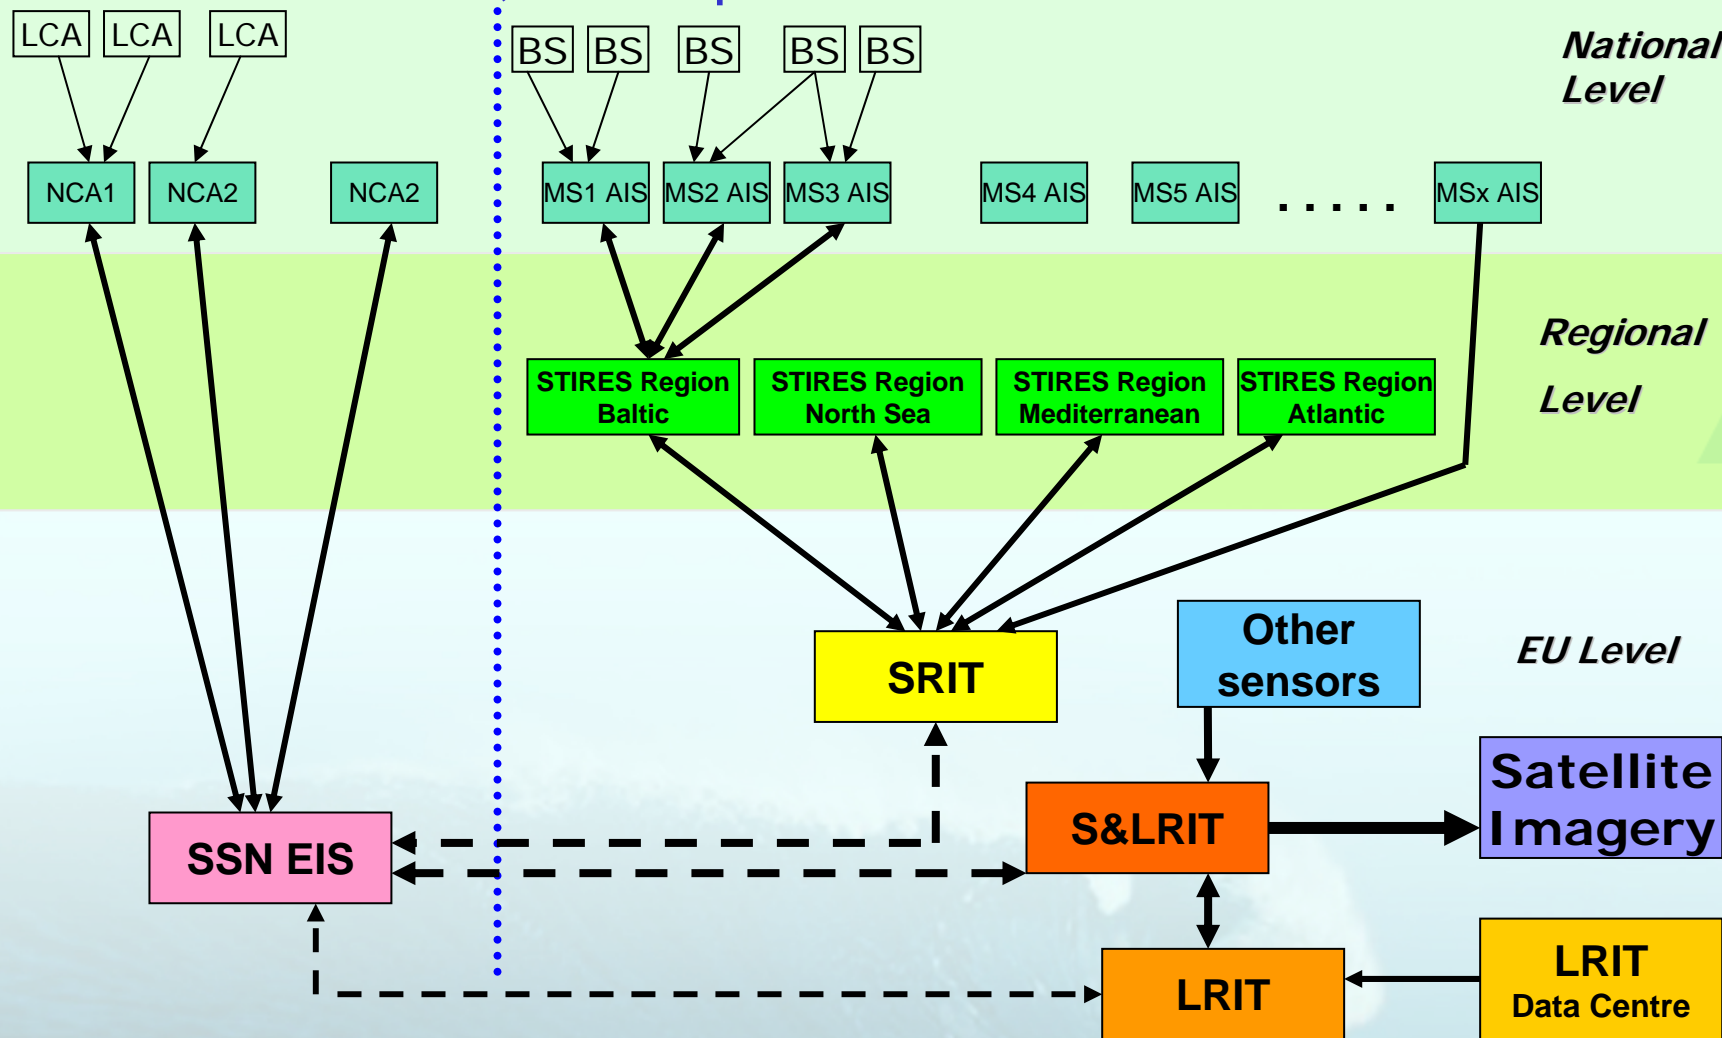 LCA
LCA
LCA
BS
BS
BS
BS
BS
National
Level
NCA1
NCA2
NCA2
MS1 AIS
MS2 AIS
MS3 AIS
MS4 AIS
MS5 AIS
. . . . .
MSx AIS
Regional
Level
STIRES Region
Baltic
STIRES Region
North Sea
STIRES Region
Mediterranean
STIRES Region
Atlantic
SRIT
Other
sensors
EU Level
Satellite
Imagery
S&LRIT
SSN EIS
LRIT
LRIT
Data Centre